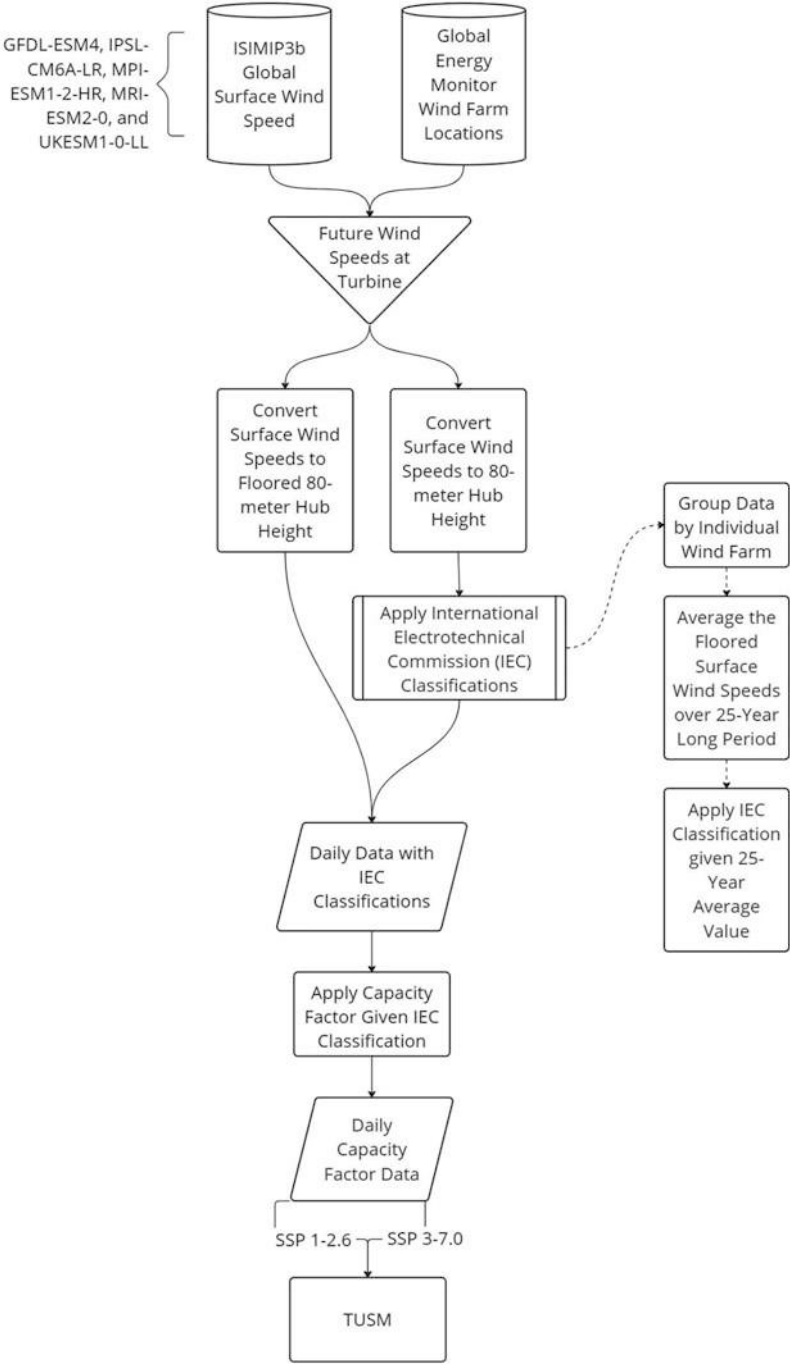 GFDL-ESM4, IPSL-
CM6A-LR, MPI-
ESM1-2-HR, MRI-
ESM2-0, and
UKESM1-0-LL
ISIMIP3b
Global
Surface Wind
Speed
Global
Energy
Monitor
Wind Farm
Locations
Future Wind
Speeds at
Turbine
Convert
Surface Wind
Speeds to
Floored 80-
meter Hub
Height
Convert
Surface Wind
Speeds to 80-
meter Hub
Height
Apply International
Electrotechnical
Commission (IEC)
Classifications
Group Data
by Individual
Wind Farm
Average the
Floored
Surface
Wind Speeds
over 25-Year
Long Period
Apply IEC
Classification
given 25-
Year
Average
Value
Daily Data with
IEC
Classifications
Apply Capacity
Factor Given IEC
Classification
Daily
Capacity
Factor Data
SSP 1-2.6
SSP 3-7.0
TUSM